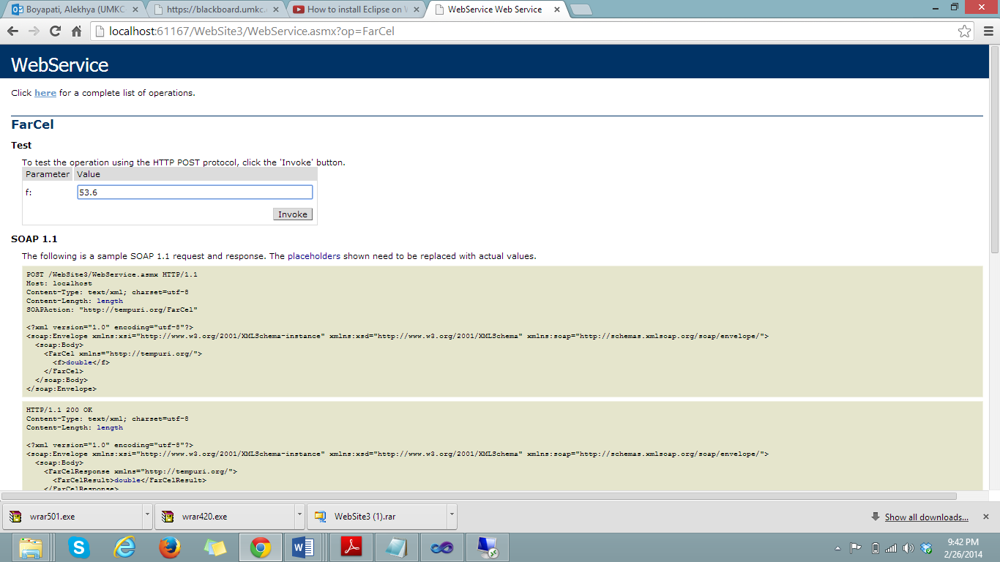 Boyapati, Alekhya (UMKC
https://blackboard.umkc.
How to install Eclipse on
WebService Web Service
localhost:61167/WebSite3/WebService.asmx?op=FarCel
WebService
Click here for a complete list of operations.
FarCel
Test
To test the operation using the HTTP POST protocol, click the 'Invoke' button.
Parameter Value
f: 53.6
Invoke
SOAP 1.1
The following is a sample SOAP 1.1 request and response. The placeholders shown need to be replaced with actual values.
POST /WebSite3/WebService.asmx HTTP/1.1
Host: localhost
Content-Type: text/xml; charset=utf-8
Content-Length: length
SOAPAction: "http://tempuri.org/FarCel"
<?xml version="1.0" encoding="utf-8"?>
<soap:Envelope xmlns:xsi="http://www.w3.org/2001/XMLSchema-instance" xmlns:xsd="http://www.w3.org/2001/XMLSchema" xmlns:soap="http://schemas.xmlsoap.org/soap/envelope/">
<soap:Body>
<FarCel xmlns="http://tempuri.org/">
<f>double</f>
</FarCel>
</soap:Body>
</soap:Envelope>
HTTP/1.1 200 OK
Content-Type: text/xml; charset=utf-8
Content-Length: length
<?xml version="1.0" encoding="utf-8"?>
<soap:Envelope xmlns:xsi="http://www.w3.org/2001/XMLSchema-instance" xmlns:xsd="http://www.w3.org/2001/XMLSchema" xmlns:soap="http://schemas.xmlsoap.org/soap/envelope/">
<soap:Body>
<FarCelResponse xmlns="http://tempuri.org/">
<FarCelResult>double</FarCelResult>
</FarCelResponse>
wrar501.exe
wrar420.exe
WebSite3 (1).rar
Show all downloads...
9:42 PM
2/26/2014